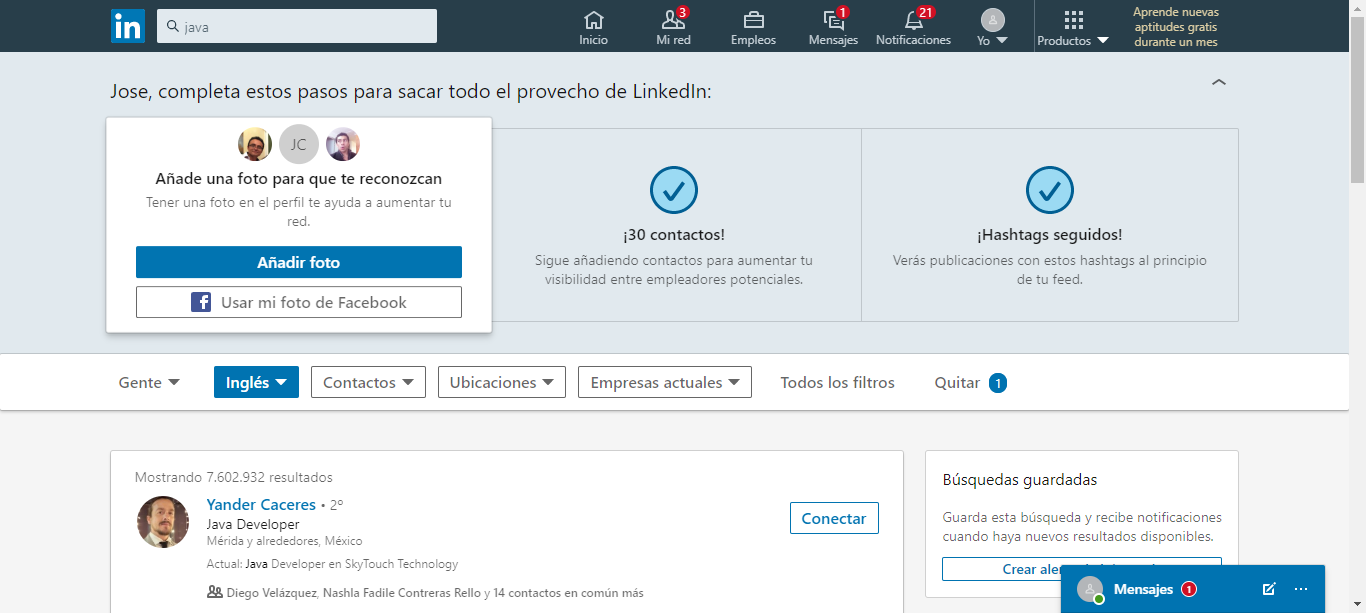 in
java
Inicio
3
Mi red
Empleos
1
Mensajes
21
Notificaciones
Yo
Productos
Aprende nuevas
aptitudes gratis
durante un mes
Jose, completa estos pasos para sacar todo el provecho de LinkedIn:
JC
Añade una foto para que te reconozcan
Tener una foto en el perfil te ayuda a aumentar tu
red.
Añadir foto
f Usar mi foto de Facebook
¡30 contactos!
Sigue añadiendo contactos para aumentar tu
visibilidad entre empleadores potenciales.
¡Hashtags seguidos!
Verás publicaciones con estos hashtags al principio
de tu feed.
Gente
Inglés
Contactos
Ubicaciones
Empresas actuales
Todos los filtros
Quitar 1
Mostrando 7.602.932 resultados
Yander Caceres • 2º
Java Developer
Mérida y alrededores, México
Actual: Java Developer en SkyTouch Technology
Diego Velázquez, Nashla Fadile Contreras Rello y 14 contactos en común más
Conectar
Búsquedas guardadas
Guarda esta búsqueda y recibe notificaciones
cuando haya nuevos resultados disponibles.
Crear
Mensajes 1